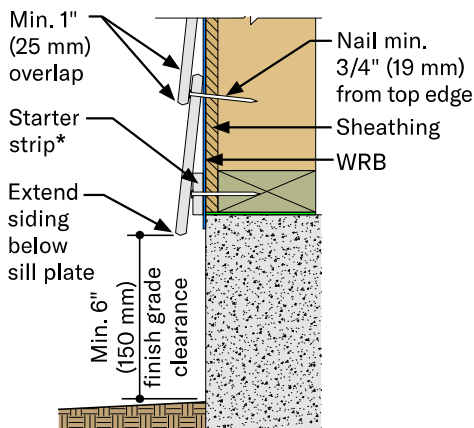 Min. 1"
(25 mm)
overlap
Nail min.
3/4" (19 mm)
from top edge
Starter
strip*
Sheathing
WRB
Extend
siding
below
sill plate
Min. 6"
(150 mm)
finish grade
clearance